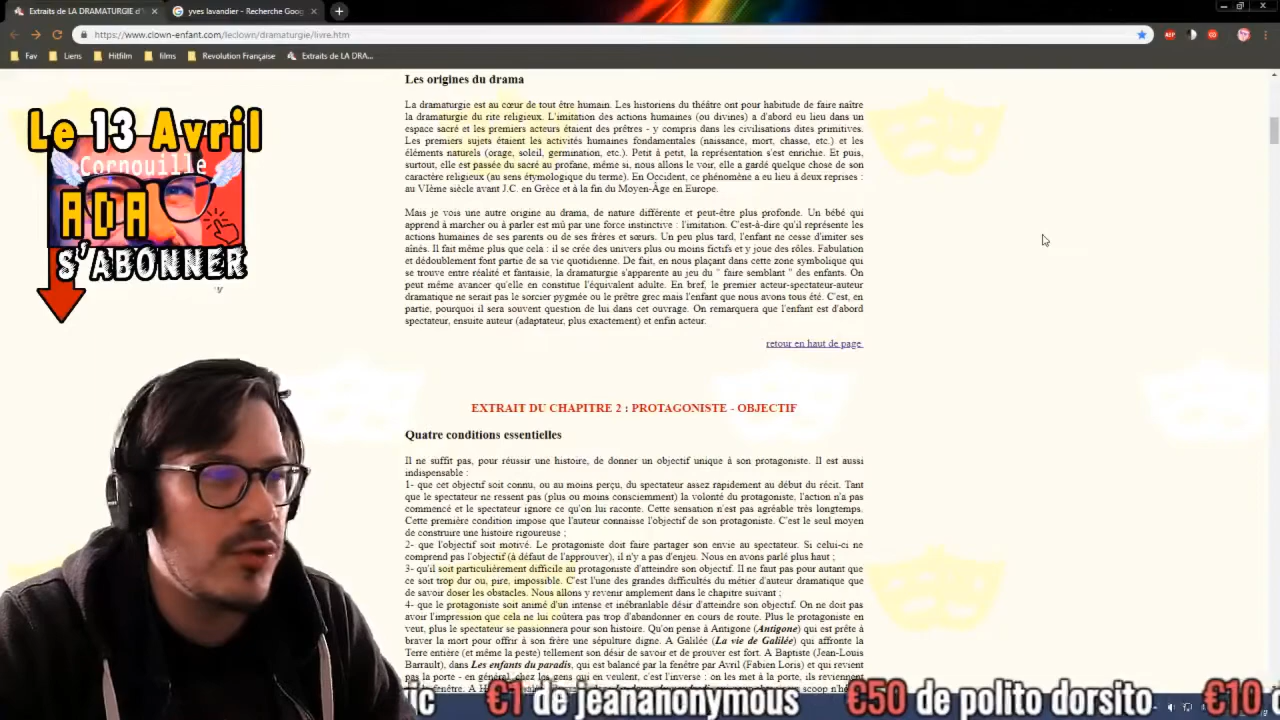 Extraits de LA DRAMATURGIE d'
yves lavandier - Recherche Goog
https://www.clown-enfant.com/leclown/dramaturgie/livre.htm
Fav
Liens
Hitfilm
films
Revolution Française
Extraits de LA DRA...
Le 13 Avril
Cornouille
ADA
S'ABONNER
Les origines du drama
La dramaturgie est au cœur de tout être humain. Les historiens du théâtre ont pour habitude de faire naître
la dramaturgie du rite religieux. L'imitation des actions humaines (ou divines) a d'abord eu lieu dans un
espace sacré et les premiers acteurs étaient des prêtres - y compris dans les civilisations dites primitives.
Les premiers sujets étaient les activités humaines fondamentales (naissance, mort, chasse, etc.) et les
éléments naturels (orage, soleil, germination, etc.). Petit à petit, la représentation s'est enrichie. Et puis,
surtout, elle est passée du sacré au profane, même si, nous allons le voir, elle a gardé quelque chose de son
caractère religieux (au sens étymologique du terme). En Occident, ce phénomène a eu lieu à deux reprises :
au VIème siècle avant J.C. en Grèce et à la fin du Moyen-Âge en Europe.
Mais je vois une autre origine au drama, de nature différente et peut-être plus profonde. Un bébé qui
apprend à marcher ou à parler est mû par une force instinctive : l'imitation. C'est-à-dire qu'il représente les
actions humaines de ses parents ou de ses frères et sœurs. Un peu plus tard, l'enfant ne cesse d'imiter ses
aînés. Il fait même plus que cela : il se crée des univers plus ou moins fictifs et y joue des rôles. Fabulation
et dédoublement font partie de sa vie quotidienne. De fait, en nous plaçant dans cette zone symbolique qui
se trouve entre réalité et fantaisie, la dramaturgie s'apparente au jeu du " faire semblant " des enfants. On
peut même avancer qu'elle en constitue l'équivalent adulte. En bref, le premier acteur-spectateur-auteur
dramatique ne serait pas le sorcier pygmée ou le prêtre grec mais l'enfant que nous avons tous été. C'est, en
partie, pourquoi il sera souvent question de lui dans cet ouvrage. On remarquera que l'enfant est d'abord
spectateur, ensuite auteur (adaptateur, plus exactement) et enfin acteur.
retour en haut de page
EXTRAIT DU CHAPITRE 2 : PROTAGONISTE - OBJECTIF
Quatre conditions essentielles
Il ne suffit pas, pour réussir une histoire, de donner un objectif unique à son protagoniste. Il est aussi
indispensable :
1- que cet objectif soit connu, ou au moins perçu, du spectateur assez rapidement au début du récit. Tant
que le spectateur ne ressent pas (plus ou moins consciemment) la volonté du protagoniste, l'action n'a pas
commencé et le spectateur ignore ce qu'on lui raconte. Cette sensation n'est pas agréable très longtemps.
Cette première condition impose que l'auteur connaisse l'objectif de son protagoniste. C'est le seul moyen
de construire une histoire rigoureuse ;
2- que l'objectif soit motivé. Le protagoniste doit faire partager son envie au spectateur. Si celui-ci ne
comprend pas l'objectif (à défaut de l'approuver), il n'y a pas d'enjeu. Nous en avons parlé plus haut ;
3- qu'il soit particulièrement difficile au protagoniste d'atteindre son objectif. Il ne faut pas pour autant que
ce soit trop dur ou, pire, impossible. C'est l'une des grandes difficultés du métier d'auteur dramatique que
de savoir doser les obstacles. Nous allons y revenir amplement dans le chapitre suivant ;
4- que le protagoniste soit animé d'un intense et inébranlable désir d'atteindre son objectif. On ne doit pas
avoir l'impression que cela ne lui coûtera pas trop d'abandonner en cours de route. Plus le protagoniste en
veut, plus le spectateur se passionnera pour son histoire. Qu'on pense à Antigone (Antigone) qui est prête à
braver la mort pour offrir à son frère une sépulture digne. A Galilée (La vie de Galilée) qui affronte la
Terre entière (et même la peste) tellement son désir de savoir et de prouver est fort. A Baptiste (Jean-Louis
Barrault), dans Les enfants du paradis, qui est balancé par la fenêtre par Avril (Fabien Loris) et qui revient
pas la porte - en général, chez les gens qui en veulent, c'est l'inverse : on les met à la porte, ils reviennent
€1 de jeananonymous
€50 de polito dorsito
€10